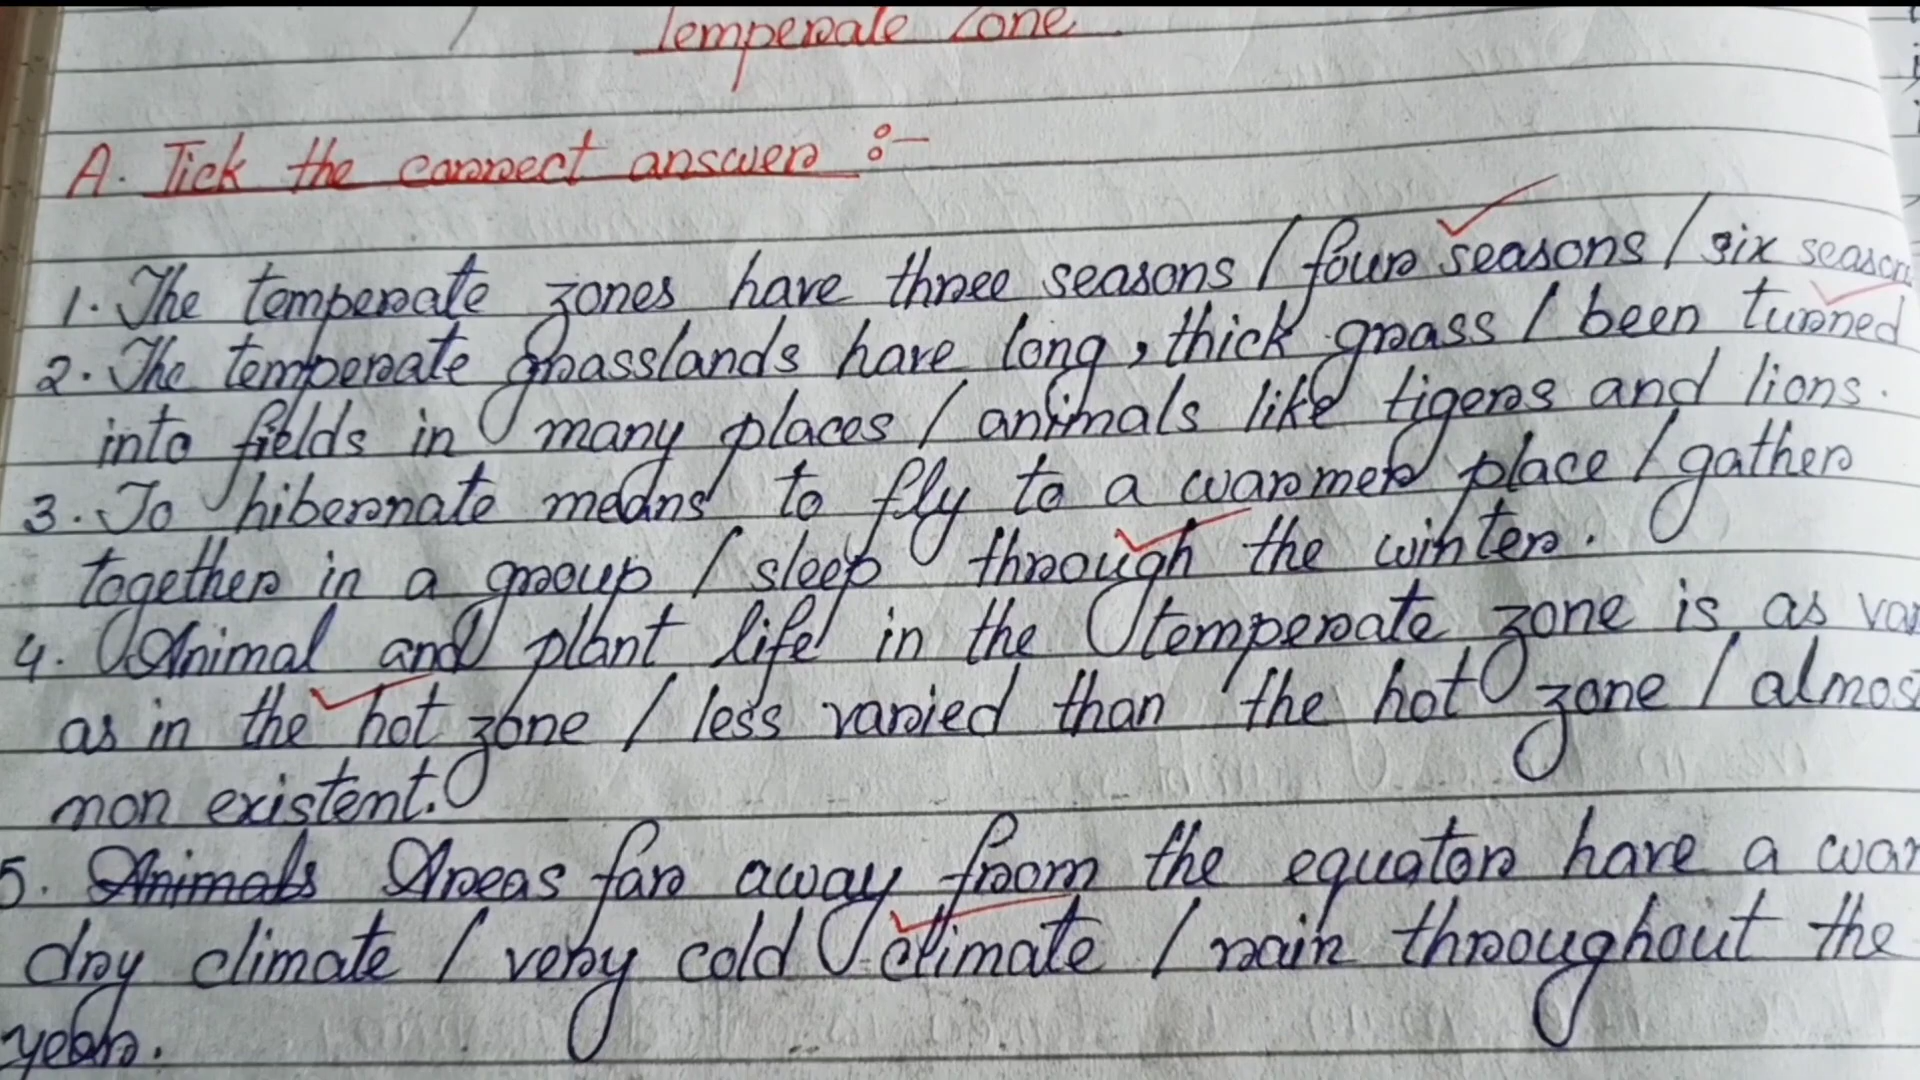 Temperate Zone
A. Tick the correct answer :-
1. The temperate zones have three seasons / four seasons / six season
2. The temperate grasslands have long, thick grass / been turned
into fields in many places / animals like tigers and lions.
3. To hibernate means to fly to a warmer place / gather
together in a group / sleep through the winter.
4. Animal and plant life in the temperate zone is as var
as in the hot zone / less varied than the hot zone / almost
non existent.
5. Animals Areas far away from the equator have a war
dry climate / very cold climate / rain throughout the
year.